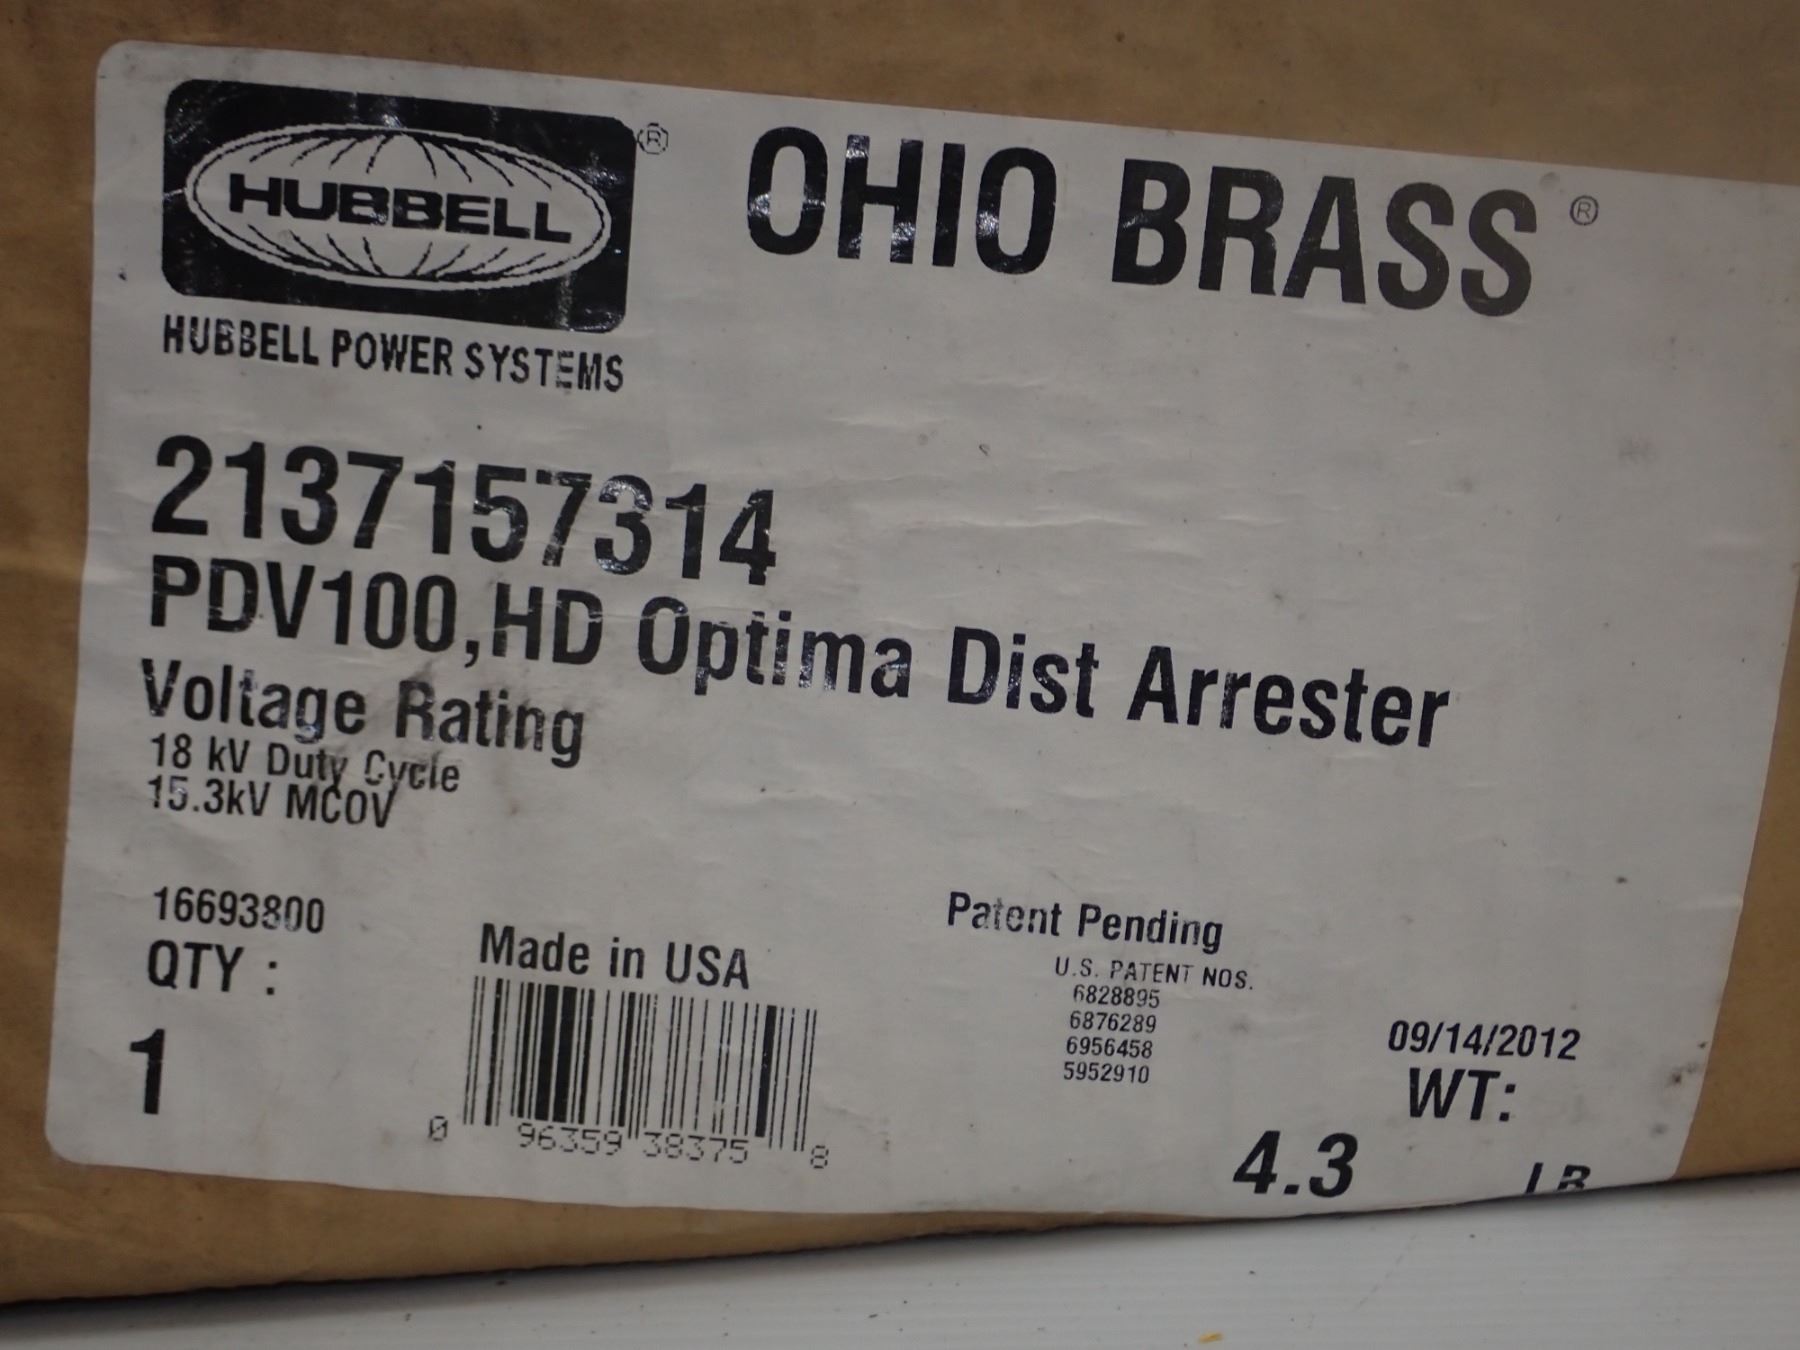 HUBBELL ®
OHIO BRASS ®
HUBBELL POWER SYSTEMS
2137157314
PDV100,HD Optima Dist Arrester
Voltage Rating
18 kV Duty Cycle
15.3kV MCOV
16693800
QTY :
1
Made in USA
0 96359 38375 8
Patent Pending
U.S. PATENT NOS.
6828895
6876289
6956458
5952910
09/14/2012
WT:
4.3 LB